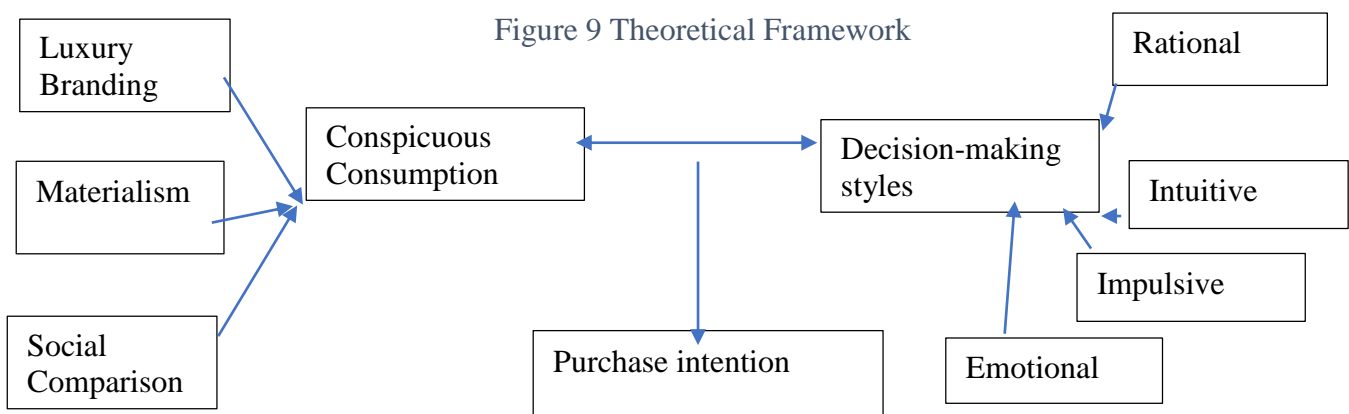 Figure 9 Theoretical Framework
Luxury
Branding
Materialism
Social
Comparison
Conspicuous
Consumption
Purchase intention
Decision-making
styles
Rational
Intuitive
Impulsive
Emotional